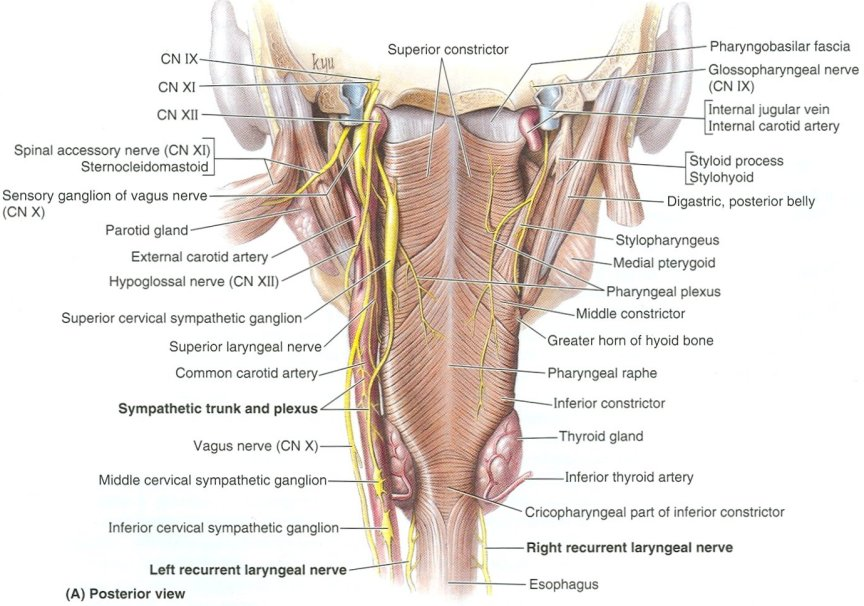 Superior constrictor
CN IX
CN XI
CN XII
Spinal accessory nerve (CN XI)
Sternocleidomastoid
Sensory ganglion of vagus nerve
(CN X)
Parotid gland
External carotid artery
Hypoglossal nerve (CN XII)
Superior cervical sympathetic ganglion
Superior laryngeal nerve
Common carotid artery
Sympathetic trunk and plexus
Vagus nerve (CN X)
Middle cervical sympathetic ganglion
Inferior cervical sympathetic ganglion
Left recurrent laryngeal nerve
(A) Posterior view
Pharyngobasilar fascia
Glossopharyngeal nerve
(CN IX)
Internal jugular vein
Internal carotid artery
Styloid process
Stylohyoid
Digastric, posterior belly
Stylopharyngeus
Medial pterygoid
Pharyngeal plexus
Middle constrictor
Greater horn of hyoid bone
Pharyngeal raphe
Inferior constrictor
Thyroid gland
Inferior thyroid artery
Cricopharyngeal part of inferior constrictor
Right recurrent laryngeal nerve
Esophagus